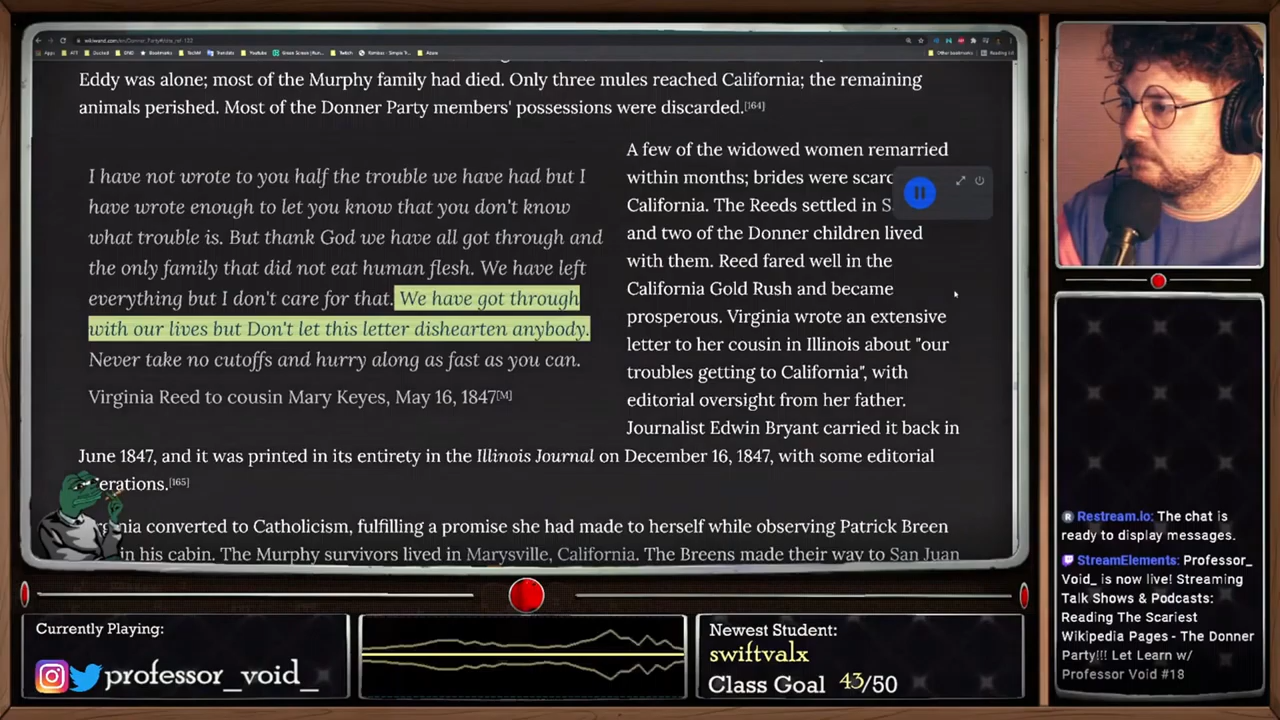 wikiwand.com/en/Donner_Party#cite_ref-132
Eddy was alone; most of the Murphy family had died. Only three mules reached California; the remaining
animals perished. Most of the Donner Party members' possessions were discarded.[164]
I have not wrote to you half the trouble we have had but I
have wrote enough to let you know that you don't know
what trouble is. But thank God we have all got through and
the only family that did not eat human flesh. We have left
everything but I don't care for that. We have got through
with our lives but Don't let this letter dishearten anybody.
Never take no cutoffs and hurry along as fast as you can.
Virginia Reed to cousin Mary Keyes, May 16, 1847[M]
A few of the widowed women remarried
within months; brides were scarc
California. The Reeds settled in S
and two of the Donner children lived
with them. Reed fared well in the
California Gold Rush and became
prosperous. Virginia wrote an extensive
letter to her cousin in Illinois about "our
troubles getting to California", with
editorial oversight from her father.
Journalist Edwin Bryant carried it back in
June 1847, and it was printed in its entirety in the Illinois Journal on December 16, 1847, with some editorial
erations.[165]
nia converted to Catholicism, fulfilling a promise she had made to herself while observing Patrick Breen
in his cabin. The Murphy survivors lived in Marysville, California. The Breens made their way to San Juan
Restream.io: The chat is
ready to display messages.
StreamElements: Professor_
Void_ is now live! Streaming
Talk Shows & Podcasts:
Reading The Scariest
Wikipedia Pages - The Donner
Party!!! Let Learn w/
Professor Void #18
Currently Playing:
professor_void_
Newest Student:
swiftvalx
Class Goal 43/50